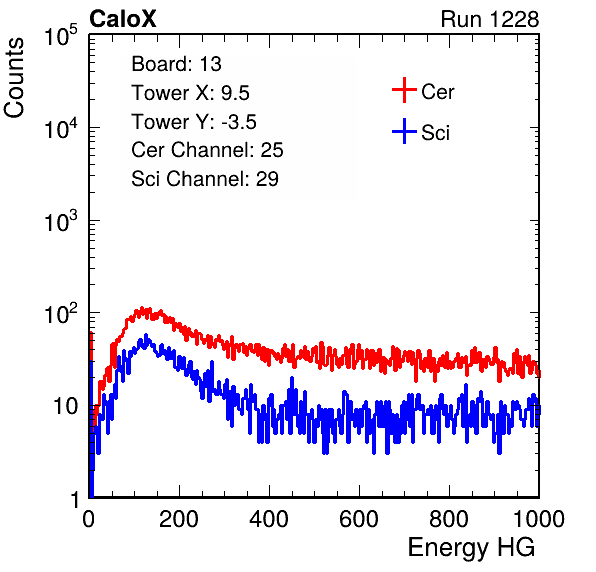 CaloX Run 1228
Counts
Board: 13
Tower X: 9.5
Tower Y: -3.5
Cer Channel: 25
Sci Channel: 29
Cer
Sci
10^5
10^4
10^3
10^2
10
1
0 200 400 600 800 1000
Energy HG